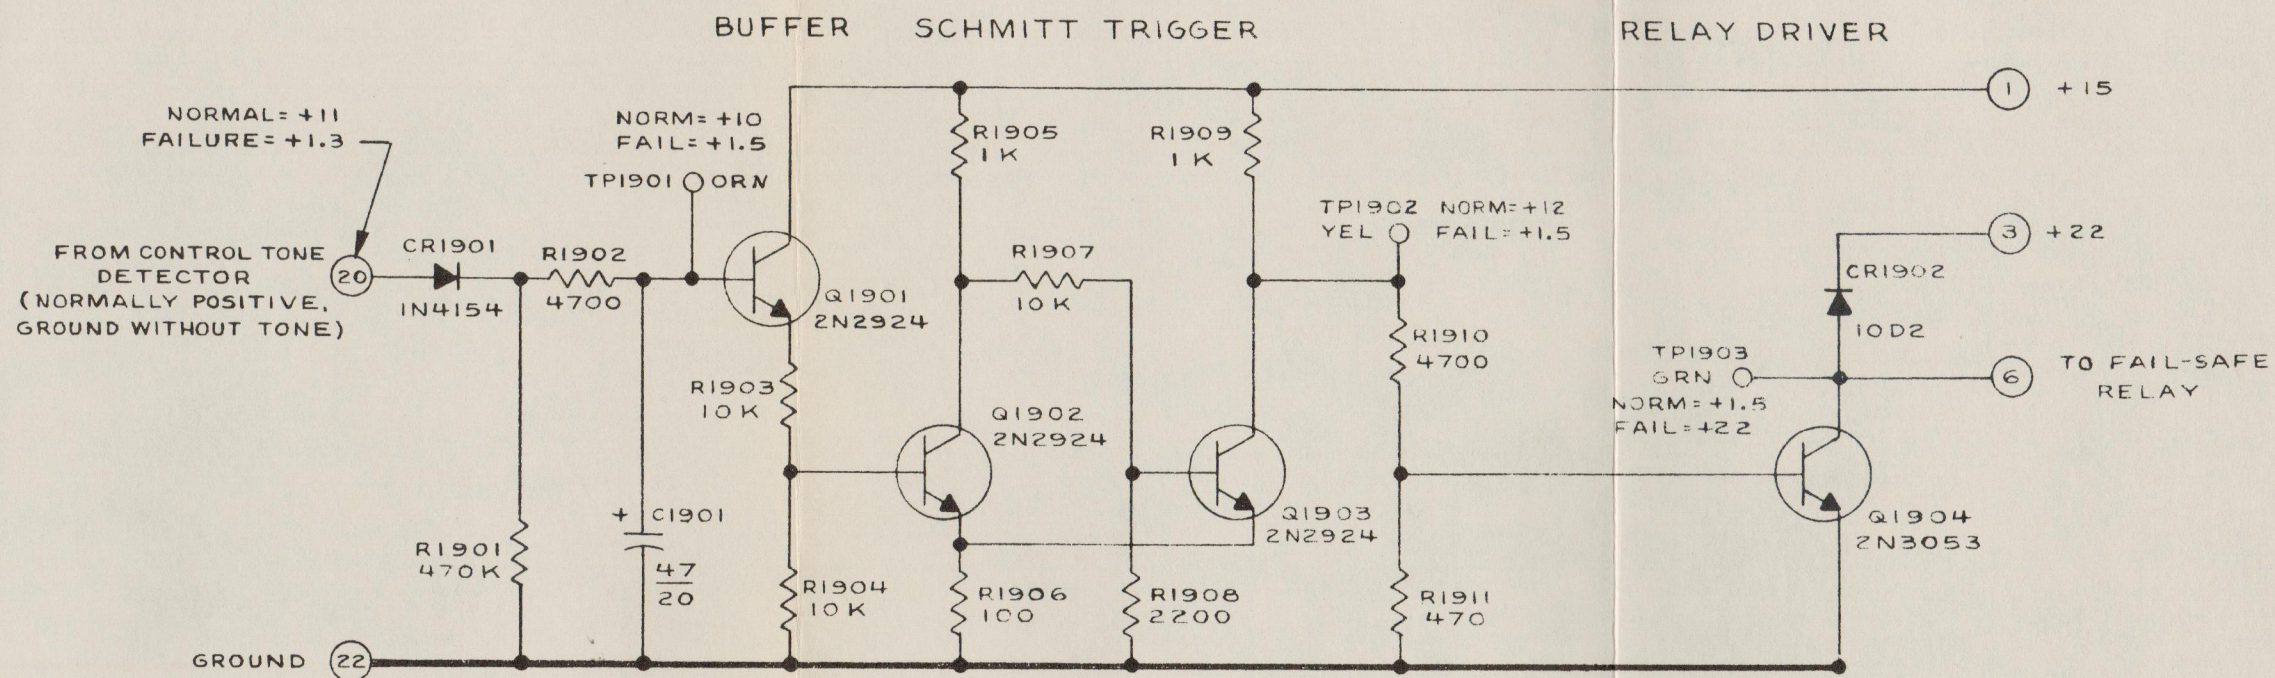 BUFFER
SCHMITT TRIGGER
RELAY DRIVER
NORMAL= +11
FAILURE= +1.3
FROM CONTROL TONE
DETECTOR
(NORMALLY POSITIVE,
GROUND WITHOUT TONE)
20
CR1901
1N4154
R1902
4700
NORM= +10
FAIL= +1.5
TP1901 ORN
Q1901
2N2924
R1901
470K
+ C1901
47
20
R1903
10K
R1904
10K
R1905
1K
R1907
10K
Q1902
2N2924
R1906
100
R1908
2200
R1909
1K
Q1903
2N2924
TP1902 NORM=+12
YEL FAIL=+1.5
R1910
4700
R1911
470
1 +15
3 +22
CR1902
10D2
TP1903
GRN
NORM=+1.5
FAIL=+22
6 TO FAIL-SAFE
RELAY
Q1904
2N3053
GROUND 22